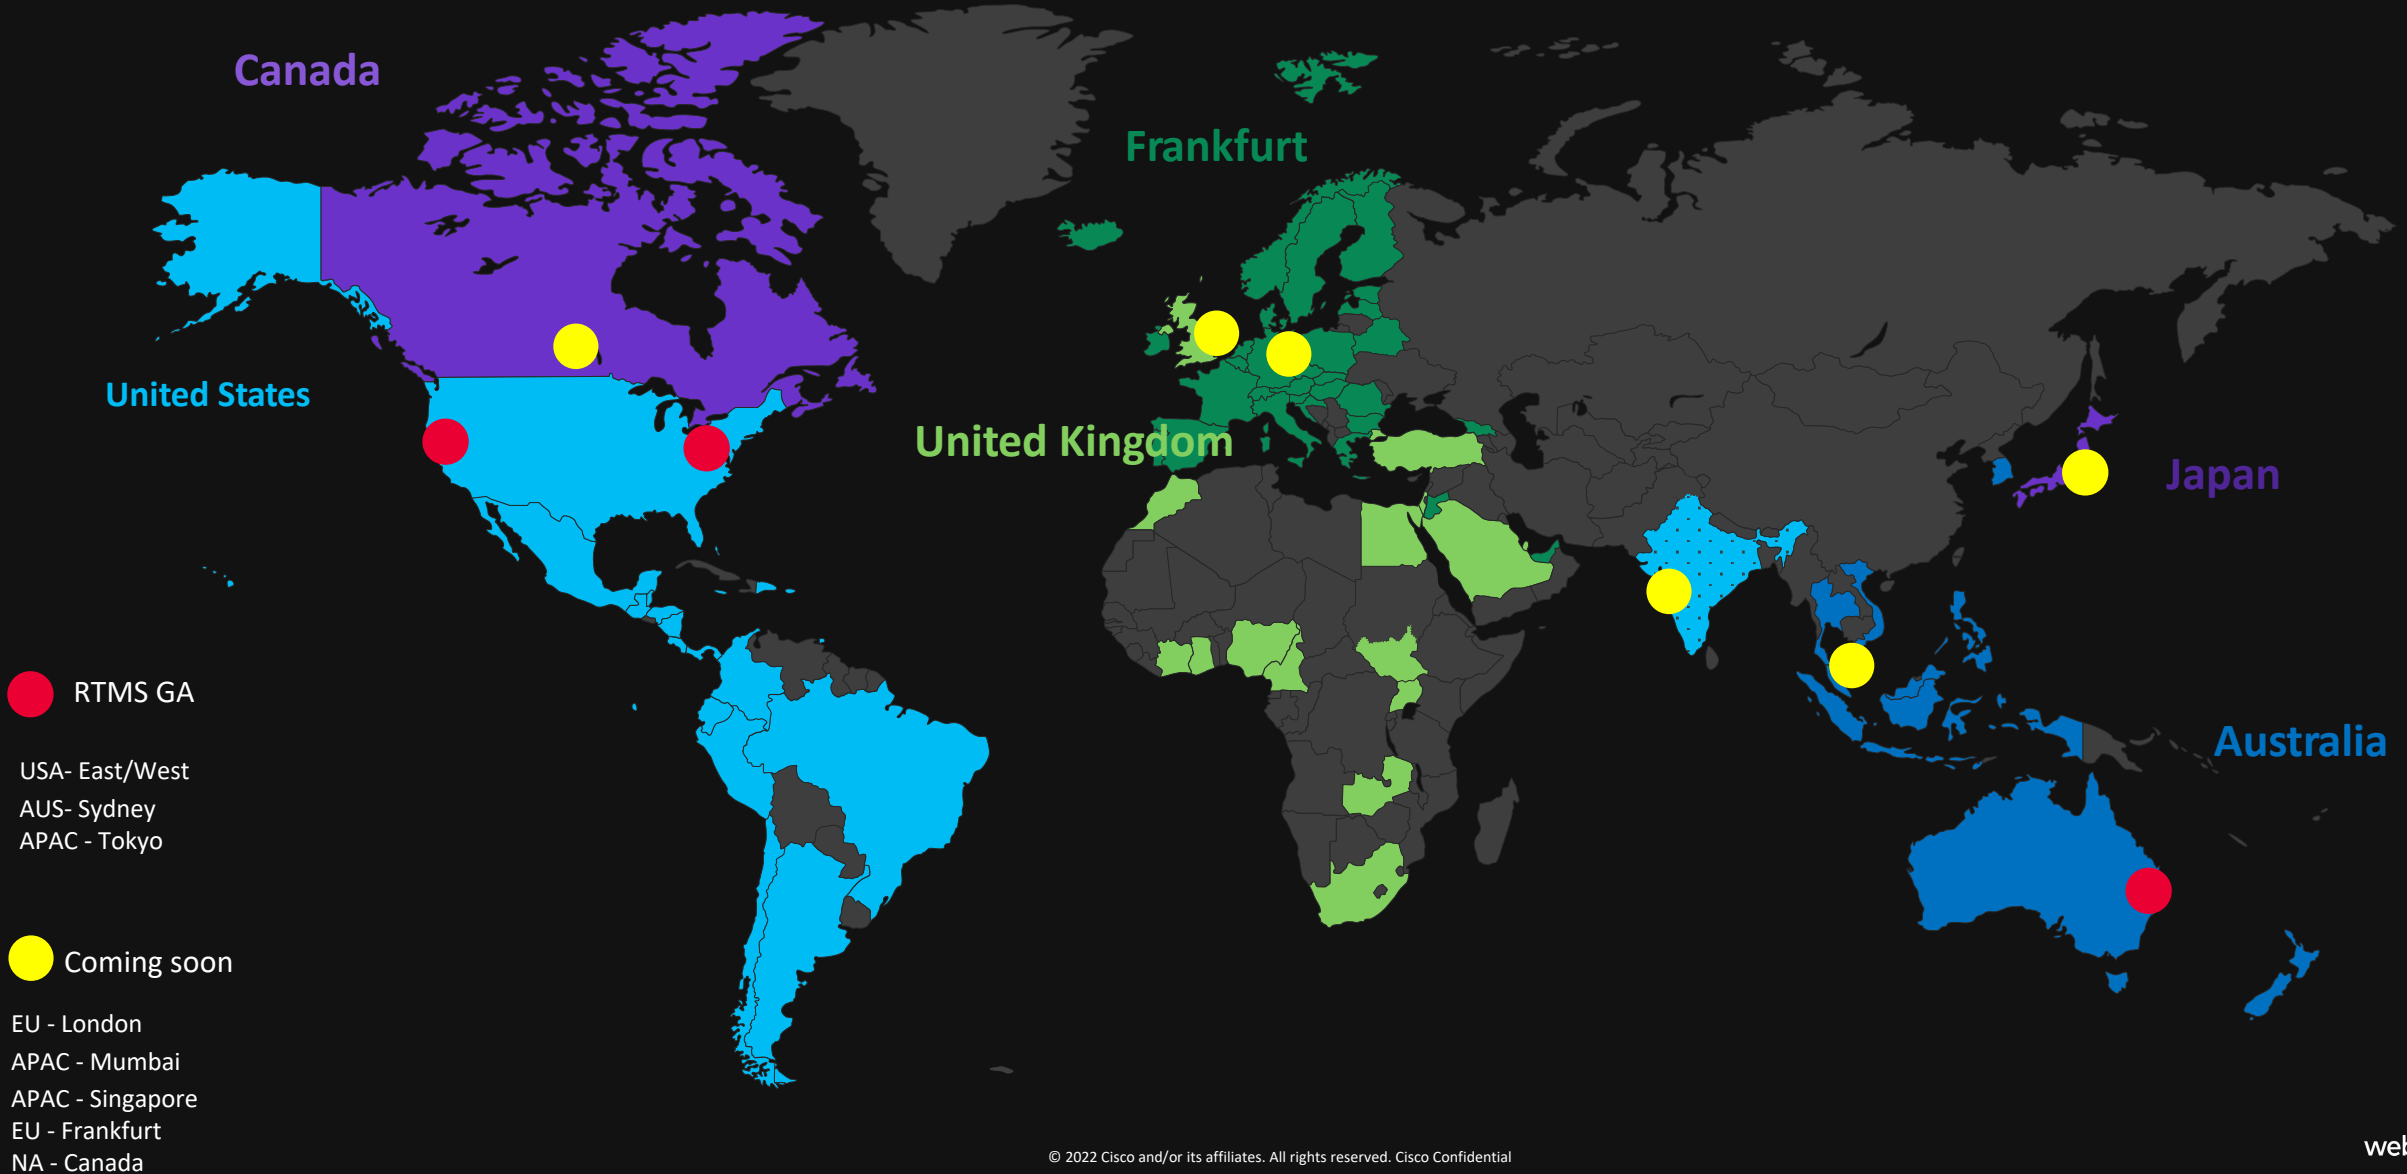 Canada
Frankfurt
United States
United Kingdom
Japan
RTMS GA
USA- East/West
AUS- Sydney
APAC - Tokyo
Australia
Coming soon
EU - London
APAC - Mumbai
APAC - Singapore
EU - Frankfurt
NA - Canada
© 2022 Cisco and/or its affiliates. All rights reserved. Cisco Confidential